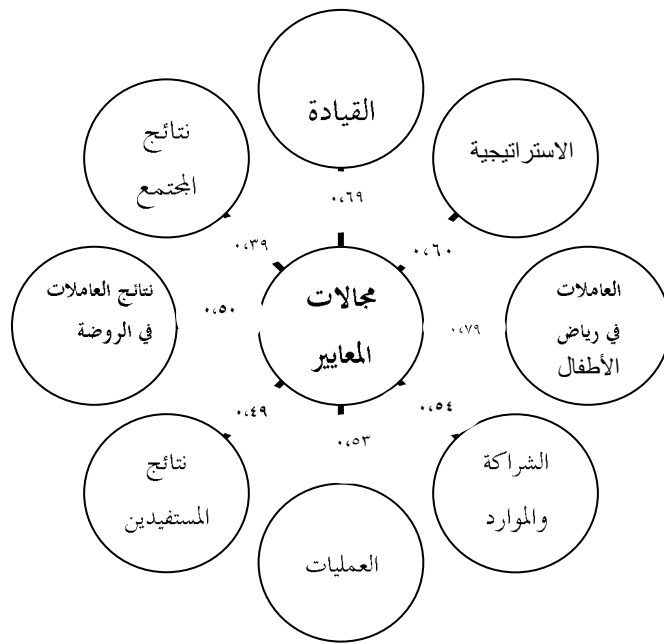 القيادة
الاستراتيجية
العاملات
في رياض
الأطفال
الشراكة
والموارد
العمليات
نتائج
المستفيدين
نتائج العاملات
في الروضة
نتائج
المجتمع
مجالات
المعايير
٠،٦٩
٠،٦٠
٠،٧٩
٠،٥٤
٠،٥٣
٠،٤٩
٠،٥٠
٠،٣٩